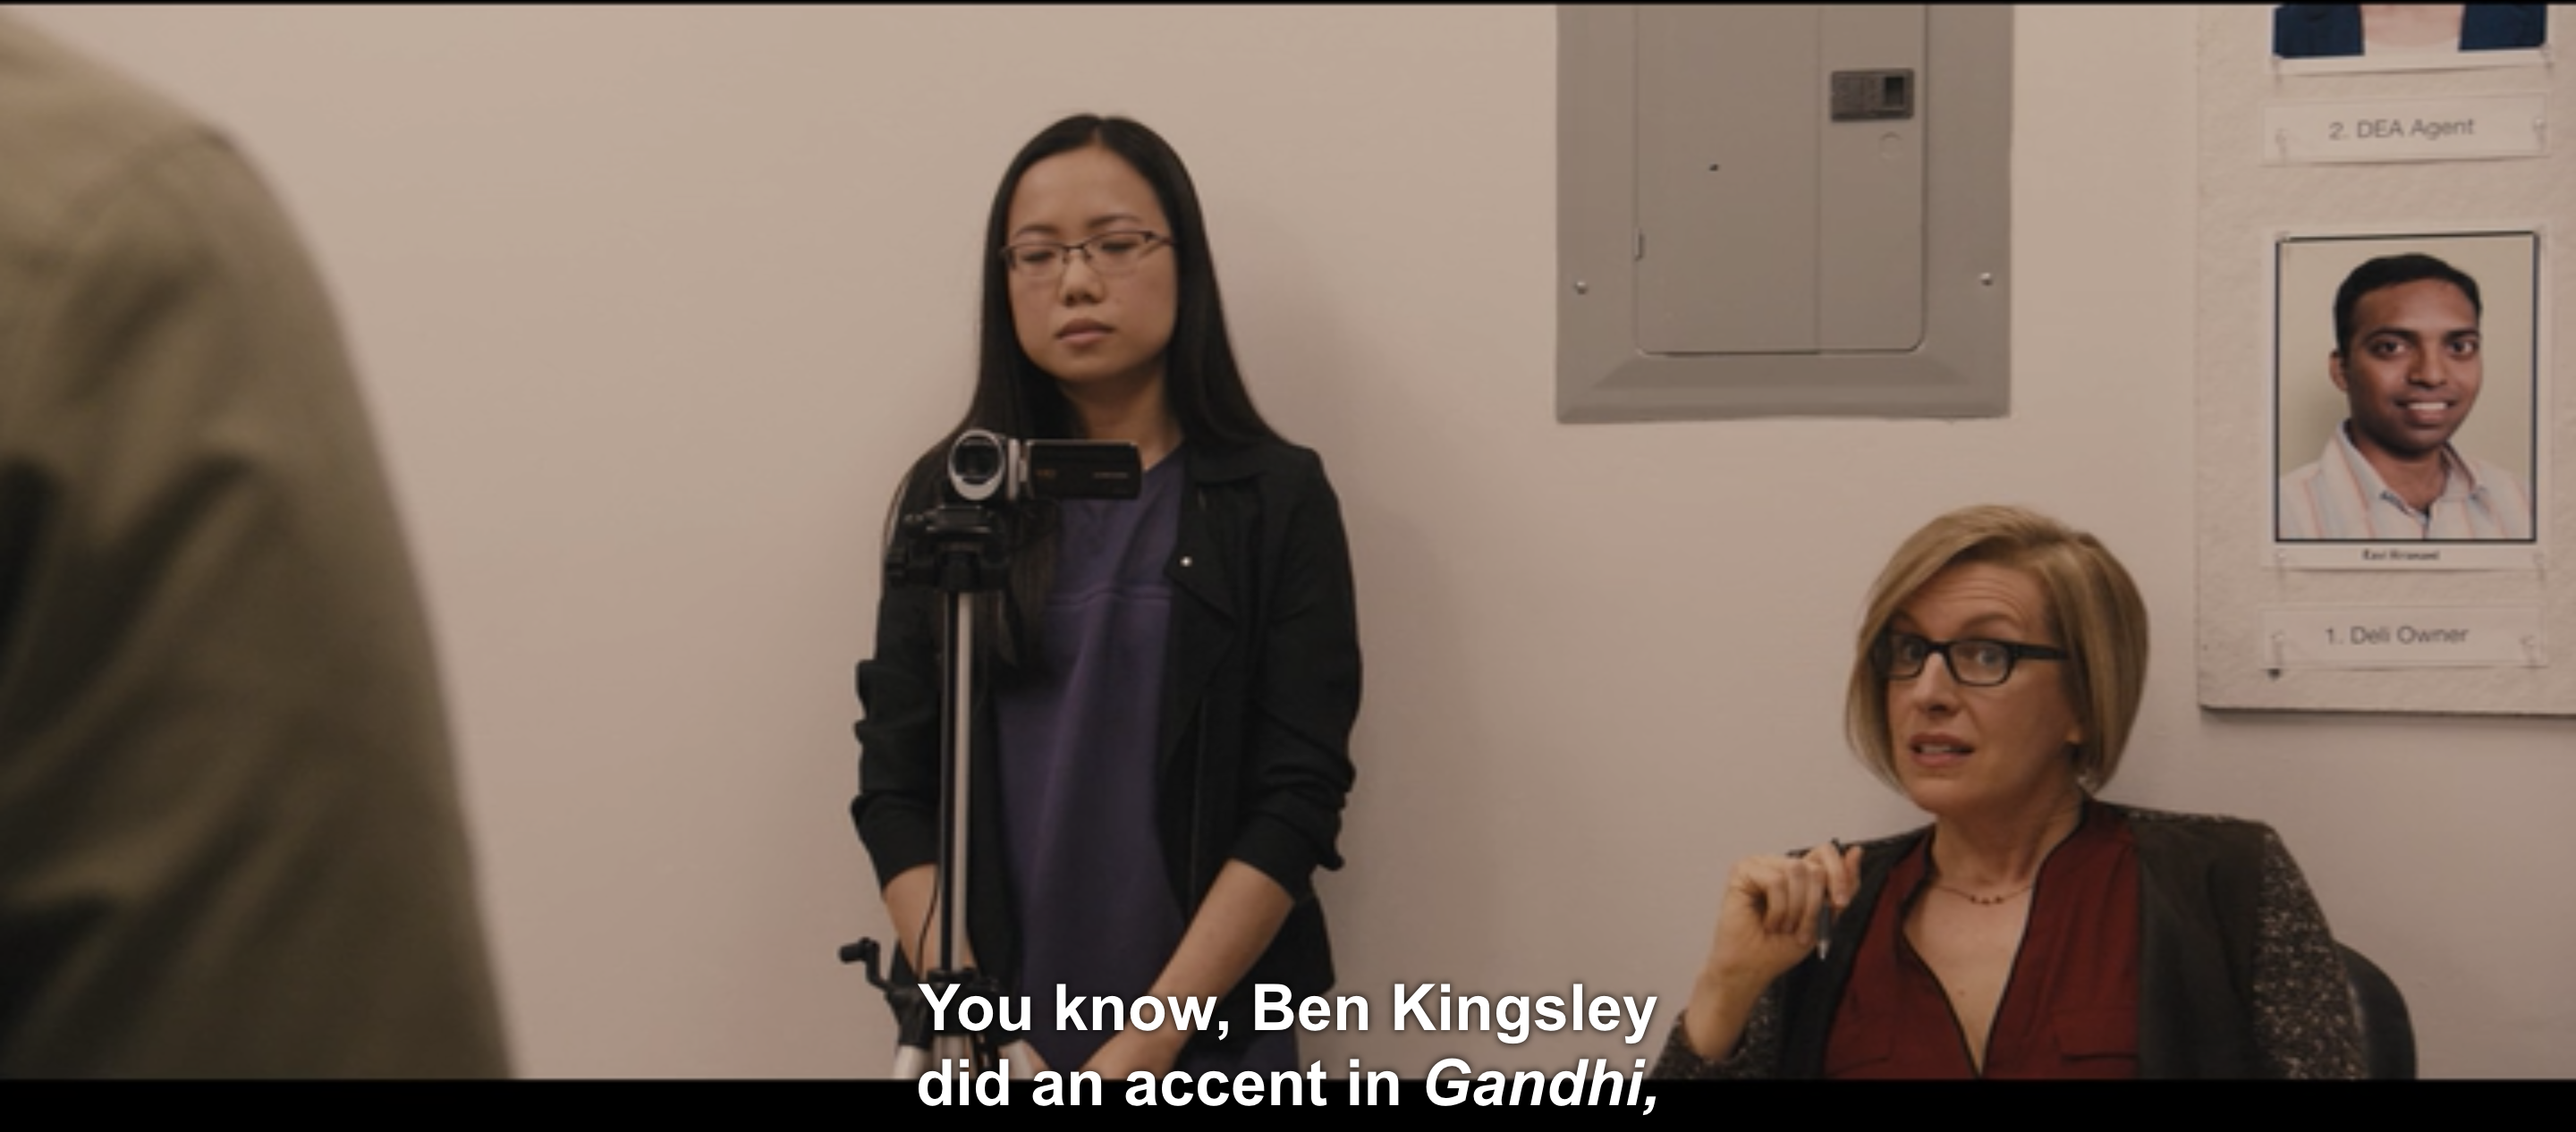 2. DEA Agent
1. Deli Owner
You know, Ben Kingsley
did an accent in Gandhi,